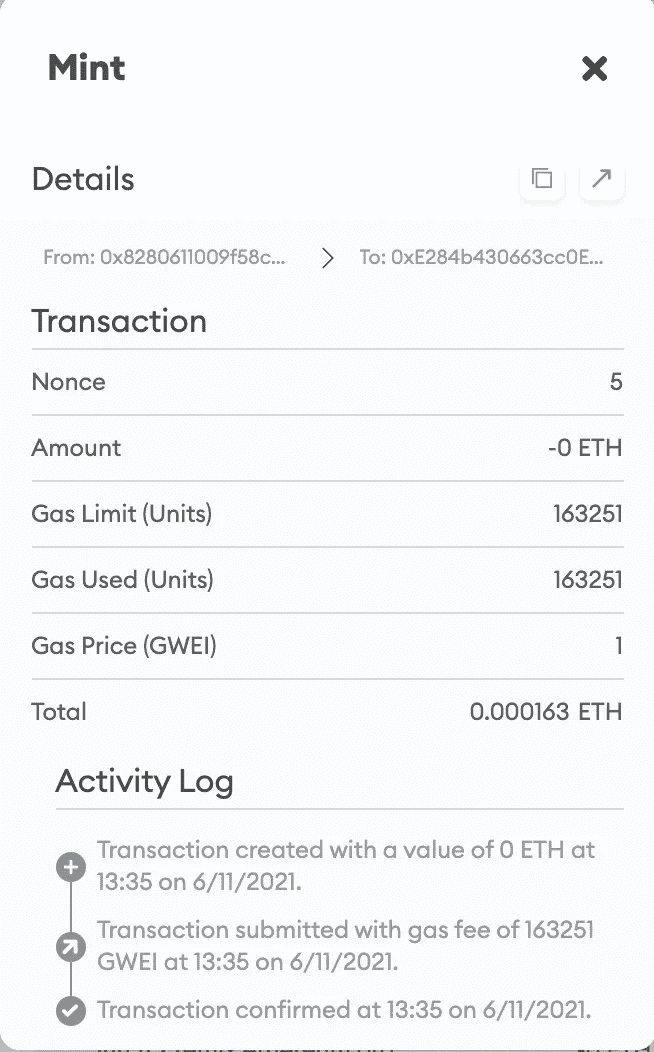 Mint
Details
From: 0x8280611009f58c... To: 0xE284b430663cc0E...
Transaction
Nonce 5
Amount -0 ETH
Gas Limit (Units) 163251
Gas Used (Units) 163251
Gas Price (GWEI) 1
Total 0.000163 ETH
Activity Log
Transaction created with a value of 0 ETH at
13:35 on 6/11/2021.
Transaction submitted with gas fee of 163251
GWEI at 13:35 on 6/11/2021.
Transaction confirmed at 13:35 on 6/11/2021.